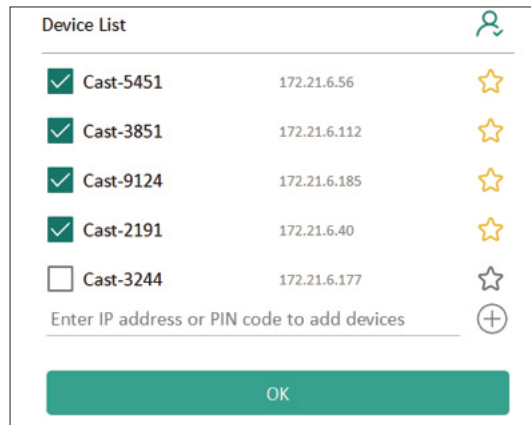 Device List
Cast-5451 172.21.6.56
Cast-3851 172.21.6.112
Cast-9124 172.21.6.185
Cast-2191 172.21.6.40
Cast-3244 172.21.6.177
Enter IP address or PIN code to add devices
OK